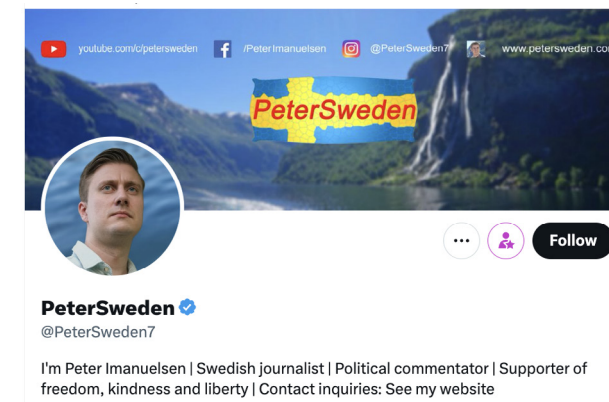 youtube.com/c/petersweden /PeterImanuelsen @PeterSweden7 www.petersweden.com
PeterSweden
Follow
PeterSweden
@PeterSweden7
I'm Peter Imanuelsen | Swedish journalist | Political commentator | Supporter of
freedom, kindness and liberty | Contact inquiries: See my website